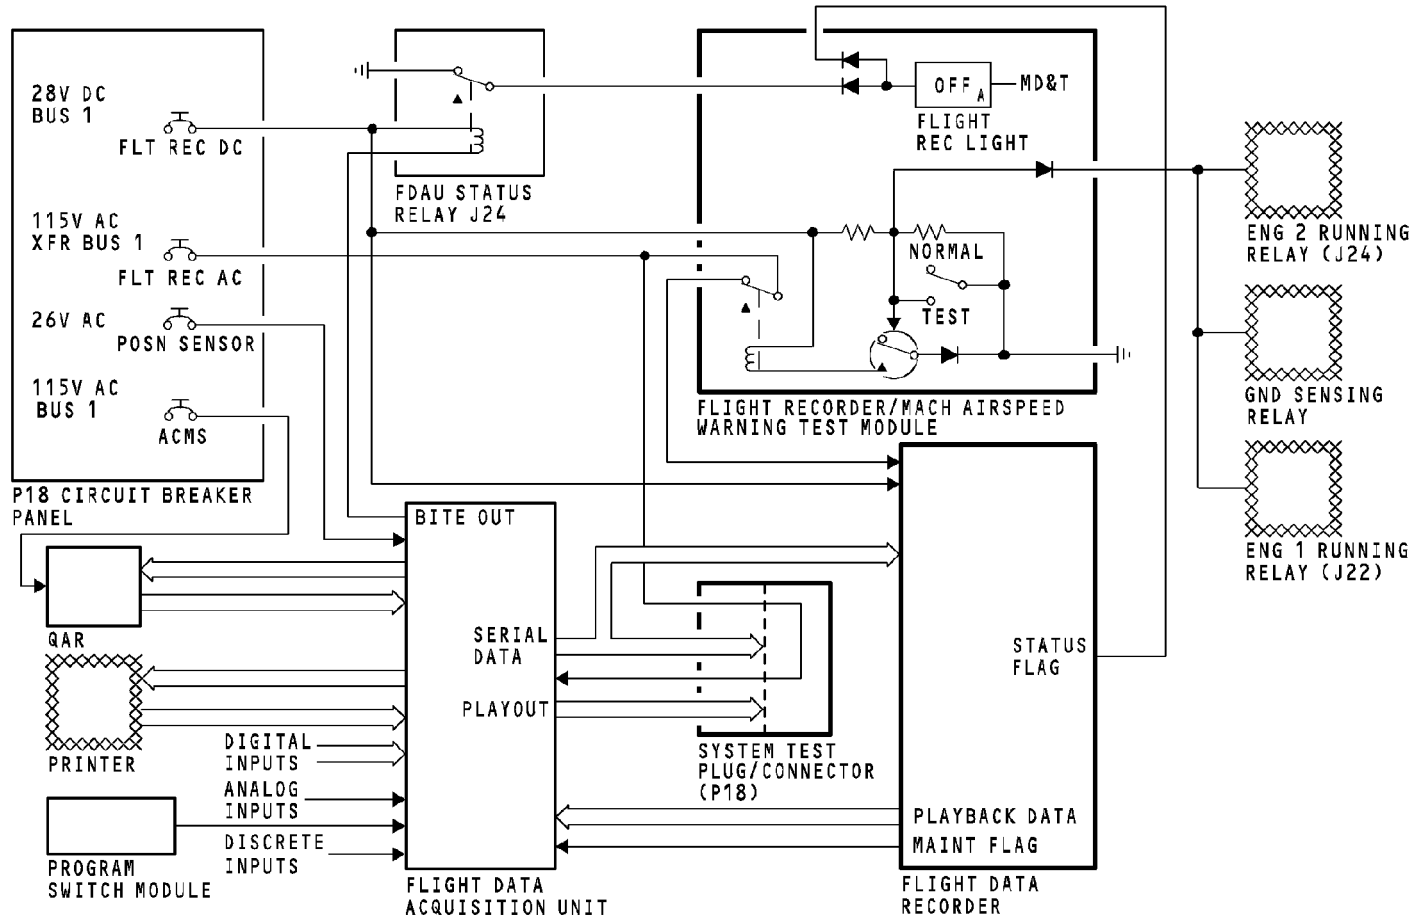 28V DC
BUS 1
FLT REC DC
115V AC
XFR BUS 1
FLT REC AC
26V AC
POSN SENSOR
115V AC
BUS 1
ACMS
P18 CIRCUIT BREAKER
PANEL
FDAU STATUS
RELAY J24
OFF A
MD&T
FLIGHT
REC LIGHT
NORMAL
TEST
FLIGHT RECORDER/MACH AIRSPEED
WARNING TEST MODULE
ENG 2 RUNNING
RELAY (J24)
GND SENSING
RELAY
ENG 1 RUNNING
RELAY (J22)
QAR
PRINTER
PROGRAM
SWITCH MODULE
DIGITAL
INPUTS
ANALOG
INPUTS
DISCRETE
INPUTS
BITE OUT
SERIAL
DATA
PLAYOUT
FLIGHT DATA
ACQUISITION UNIT
SYSTEM TEST
PLUG/CONNECTOR
(P18)
STATUS
FLAG
PLAYBACK DATA
MAINT FLAG
FLIGHT DATA
RECORDER